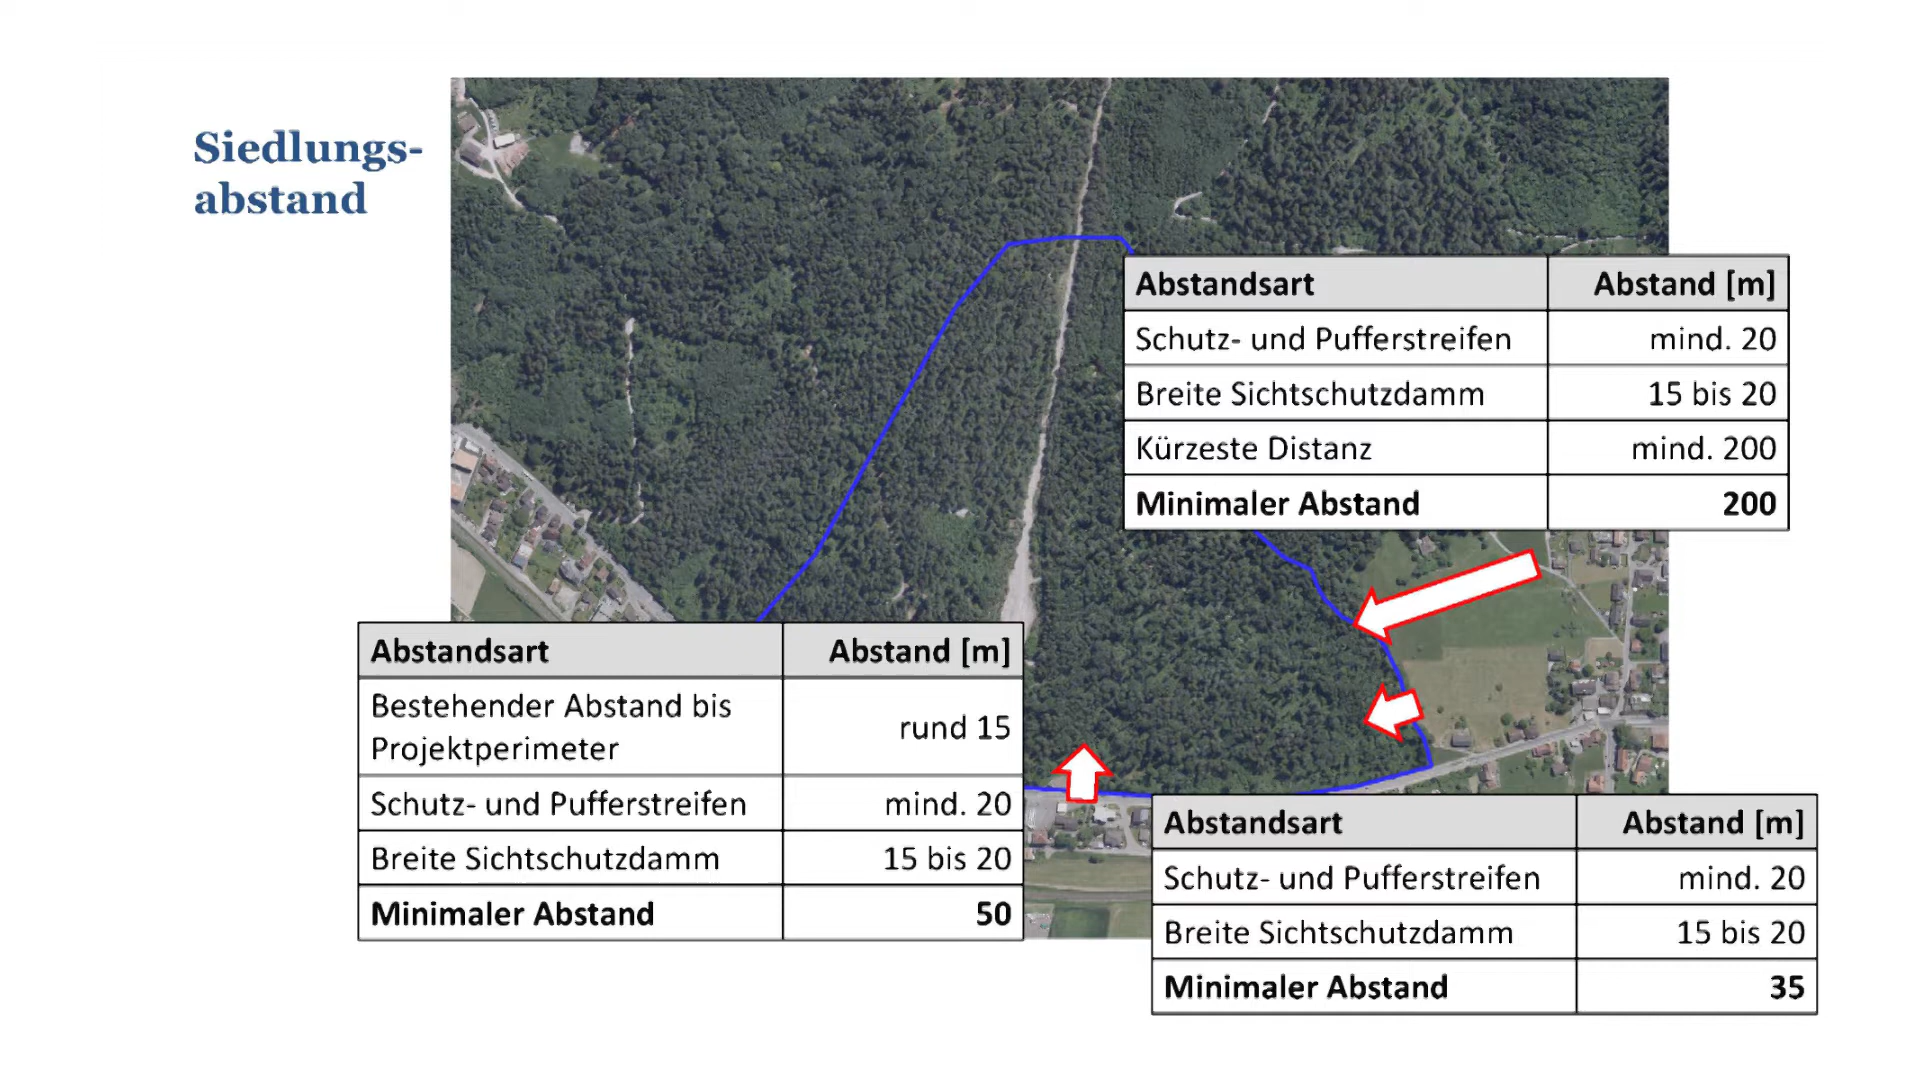 Siedlungs-
abstand
Abstandsart Abstand [m]
Schutz- und Pufferstreifen mind. 20
Breite Sichtschutzdamm 15 bis 20
Kürzeste Distanz mind. 200
Minimaler Abstand 200
Abstandsart Abstand [m]
Bestehender Abstand bis
Projektperimeter rund 15
Schutz- und Pufferstreifen mind. 20
Breite Sichtschutzdamm 15 bis 20
Minimaler Abstand 50
Abstandsart Abstand [m]
Schutz- und Pufferstreifen mind. 20
Breite Sichtschutzdamm 15 bis 20
Minimaler Abstand 35